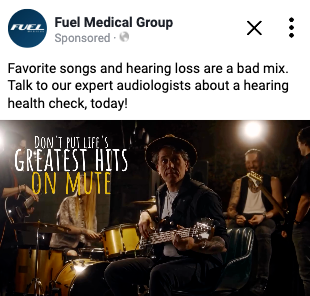 FUEL
Fuel Medical Group
Sponsored ·
Favorite songs and hearing loss are a bad mix.
Talk to our expert audiologists about a hearing
health check, today!
DON'T PUT LIFE'S
GREATEST HITS
ON MUTE